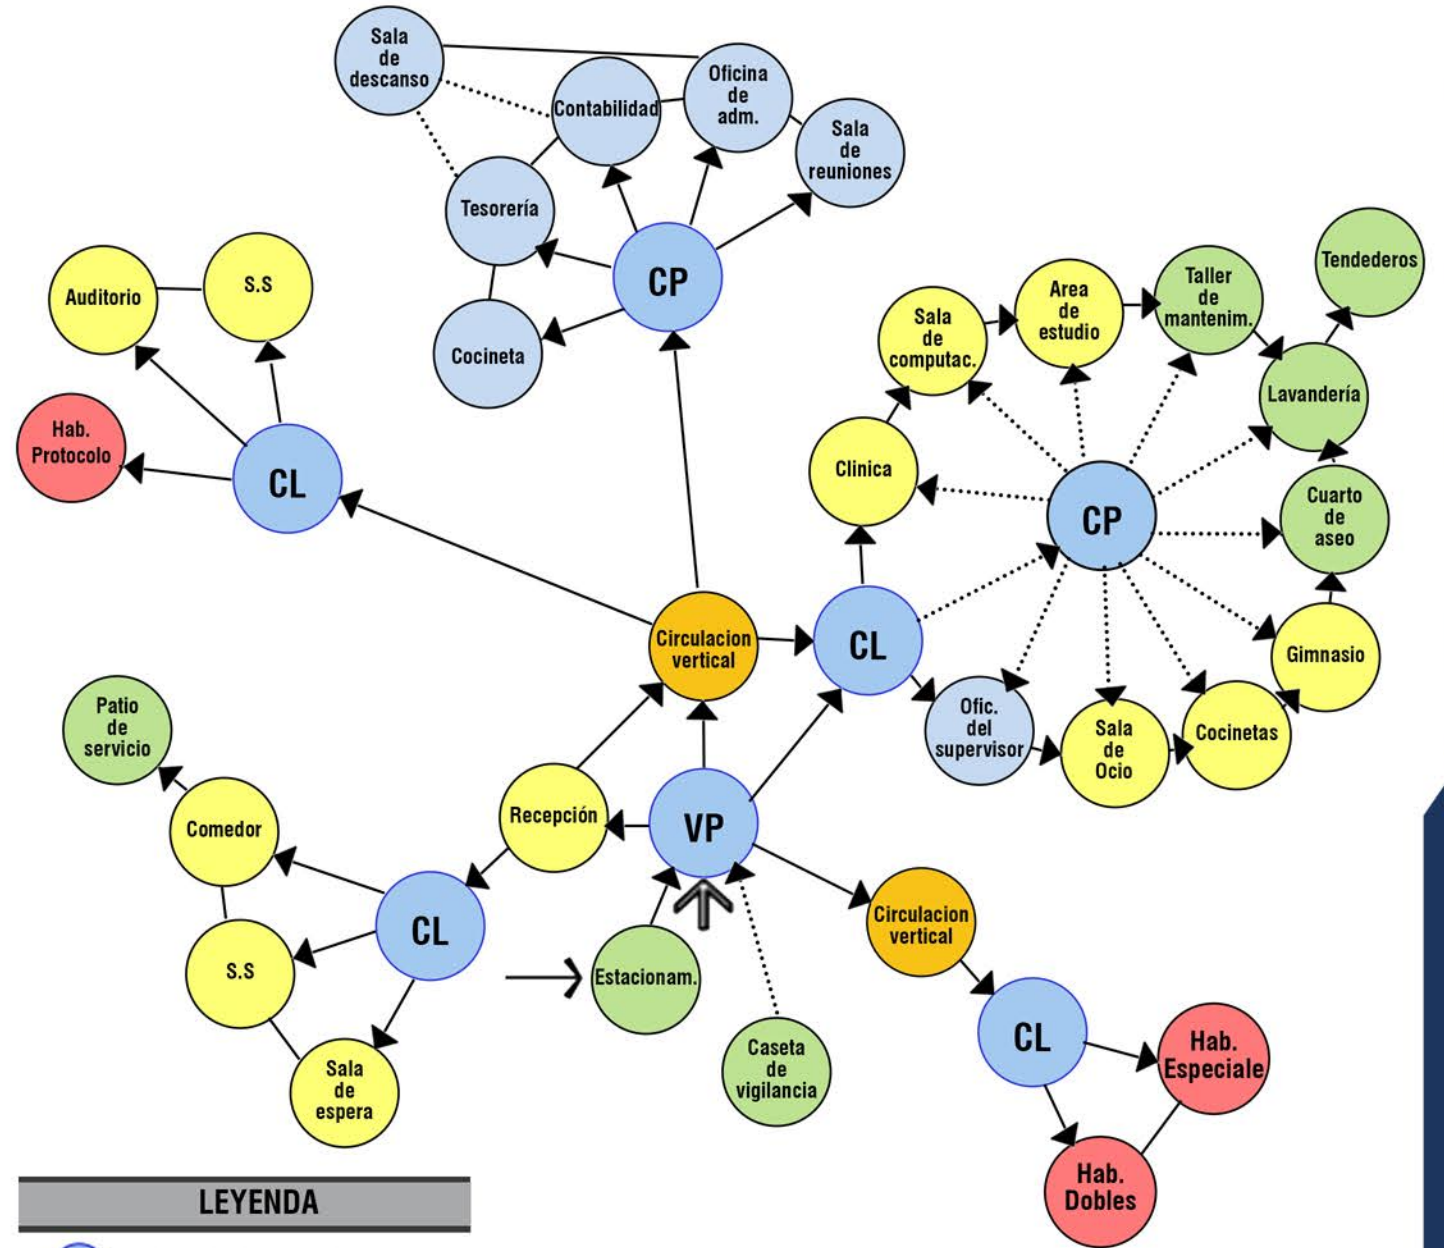 Sala
de
descanso
Contabilidad
Oficina
de
adm.
Sala
de
reuniones
Tesorería
CP
Cocineta
Auditorio
S.S
Hab.
Protocolo
CL
Tendederos
Taller
de
mantenim.
Area
de
estudio
Sala
de
computac.
Lavandería
Clinica
CP
Cuarto
de
aseo
Circulacion
vertical
CL
Gimnasio
Ofic.
del
supervisor
Sala
de
Ocio
Cocinetas
Patio
de
servicio
Comedor
Recepción
VP
CL
S.S
Estacionam.
Circulacion
vertical
Sala
de
espera
Caseta
de
vigilancia
CL
Hab.
Especiale
Hab.
Dobles
LEYENDA